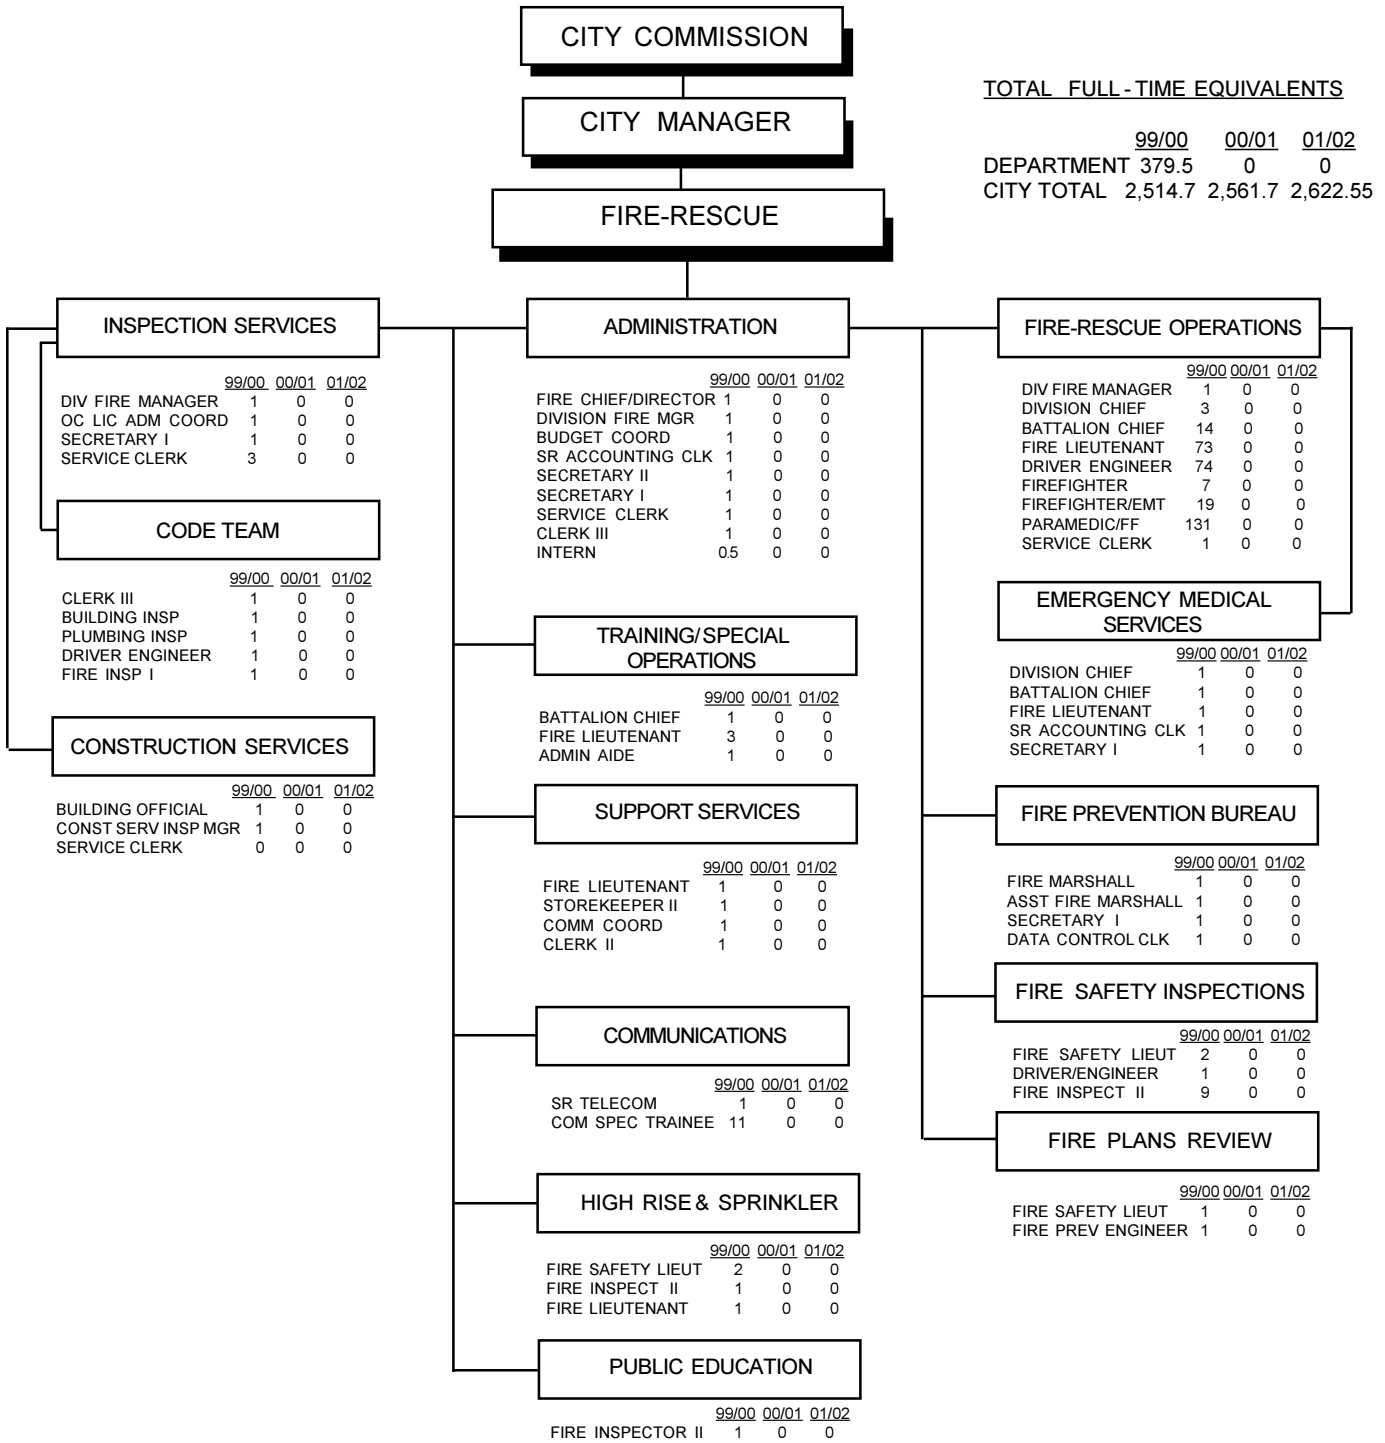 CITY COMMISSION
CITY MANAGER
FIRE-RESCUE
TOTAL FULL-TIME EQUIVALENTS
99/00 00/01 01/02
DEPARTMENT 379.5 0 0
CITY TOTAL 2,514.7 2,561.7 2,622.55
INSPECTION SERVICES
99/00 00/01 01/02
DIV FIRE MANAGER 1 0 0
OC LIC ADM COORD 1 0 0
SECRETARY I 1 0 0
SERVICE CLERK 3 0 0
CODE TEAM
99/00 00/01 01/02
CLERK III 1 0 0
BUILDING INSP 1 0 0
PLUMBING INSP 1 0 0
DRIVER ENGINEER 1 0 0
FIRE INSP I 1 0 0
CONSTRUCTION SERVICES
99/00 00/01 01/02
BUILDING OFFICIAL 1 0 0
CONST SERV INSP MGR 1 0 0
SERVICE CLERK 0 0 0
ADMINISTRATION
99/00 00/01 01/02
FIRE CHIEF/DIRECTOR 1 0 0
DIVISION FIRE MGR 1 0 0
BUDGET COORD 1 0 0
SR ACCOUNTING CLK 1 0 0
SECRETARY II 1 0 0
SECRETARY I 1 0 0
SERVICE CLERK 1 0 0
CLERK III 1 0 0
INTERN 0.5 0 0
TRAINING/SPECIAL
OPERATIONS
99/00 00/01 01/02
BATTALION CHIEF 1 0 0
FIRE LIEUTENANT 3 0 0
ADMIN AIDE 1 0 0
SUPPORT SERVICES
99/00 00/01 01/02
FIRE LIEUTENANT 1 0 0
STOREKEEPER II 1 0 0
COMM COORD 1 0 0
CLERK II 1 0 0
COMMUNICATIONS
99/00 00/01 01/02
SR TELECOM 1 0 0
COM SPEC TRAINEE 11 0 0
HIGH RISE & SPRINKLER
99/00 00/01 01/02
FIRE SAFETY LIEUT 2 0 0
FIRE INSPECT II 1 0 0
FIRE LIEUTENANT 1 0 0
PUBLIC EDUCATION
99/00 00/01 01/02
FIRE INSPECTOR II 1 0 0
FIRE-RESCUE OPERATIONS
99/00 00/01 01/02
DIV FIRE MANAGER 1 0 0
DIVISION CHIEF 3 0 0
BATTALION CHIEF 14 0 0
FIRE LIEUTENANT 73 0 0
DRIVER ENGINEER 74 0 0
FIREFIGHTER 7 0 0
FIREFIGHTER/EMT 19 0 0
PARAMEDIC/FF 131 0 0
SERVICE CLERK 1 0 0
EMERGENCY MEDICAL
SERVICES
99/00 00/01 01/02
DIVISION CHIEF 1 0 0
BATTALION CHIEF 1 0 0
FIRE LIEUTENANT 1 0 0
SR ACCOUNTING CLK 1 0 0
SECRETARY I 1 0 0
FIRE PREVENTION BUREAU
99/00 00/01 01/02
FIRE MARSHALL 1 0 0
ASST FIRE MARSHALL 1 0 0
SECRETARY I 1 0 0
DATA CONTROL CLK 1 0 0
FIRE SAFETY INSPECTIONS
99/00 00/01 01/02
FIRE SAFETY LIEUT 2 0 0
DRIVER/ENGINEER 1 0 0
FIRE INSPECT II 9 0 0
FIRE PLANS REVIEW
99/00 00/01 01/02
FIRE SAFETY LIEUT 1 0 0
FIRE PREV ENGINEER 1 0 0